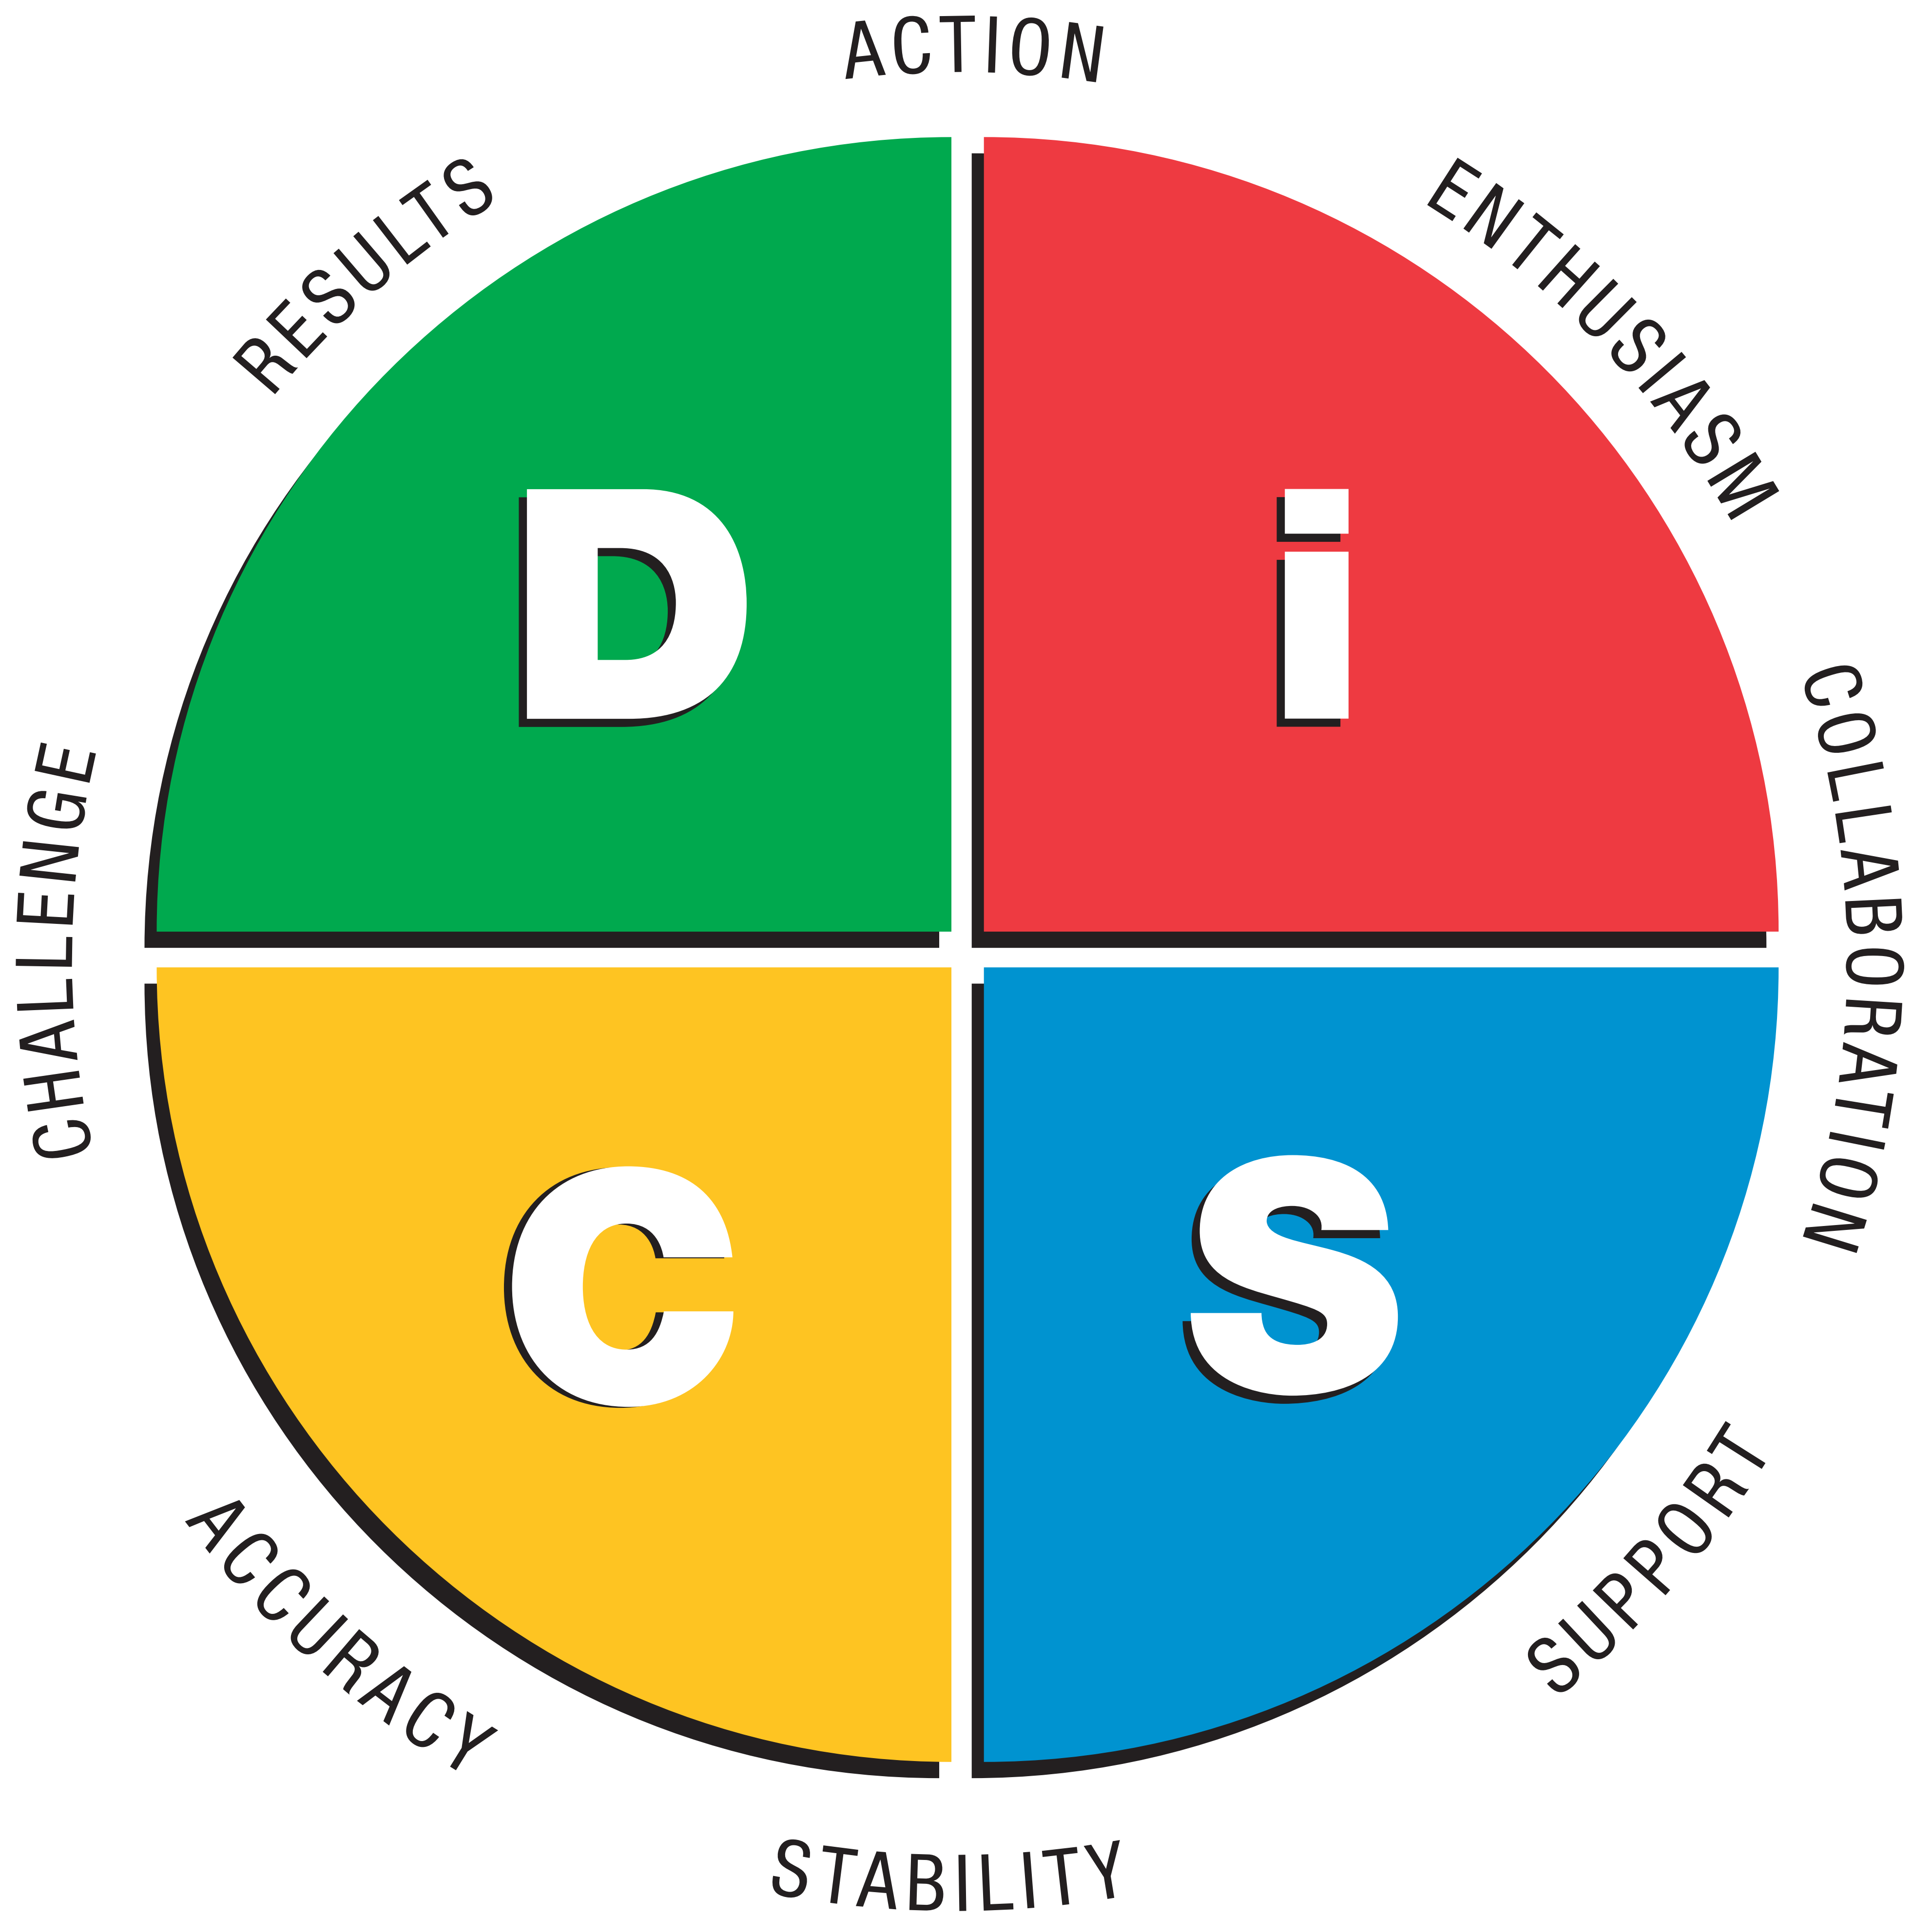 ACTION
RESULTS
ENTHUSIASM
D
i
CHALLENGE
COLLABORATION
C
S
ACCURACY
SUPPORT
STABILITY